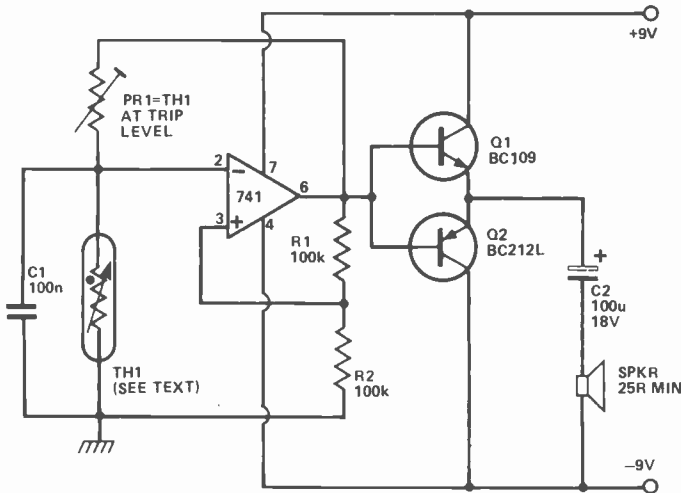 +9V
PR1=TH1
AT TRIP
LEVEL
Q1
BC109
2
−
7
741
6
3
+
4
R1
100k
Q2
BC212L
C1
100n
+
C2
100u
18V
TH1
(SEE TEXT)
R2
100k
SPKR
25R MIN
−9V